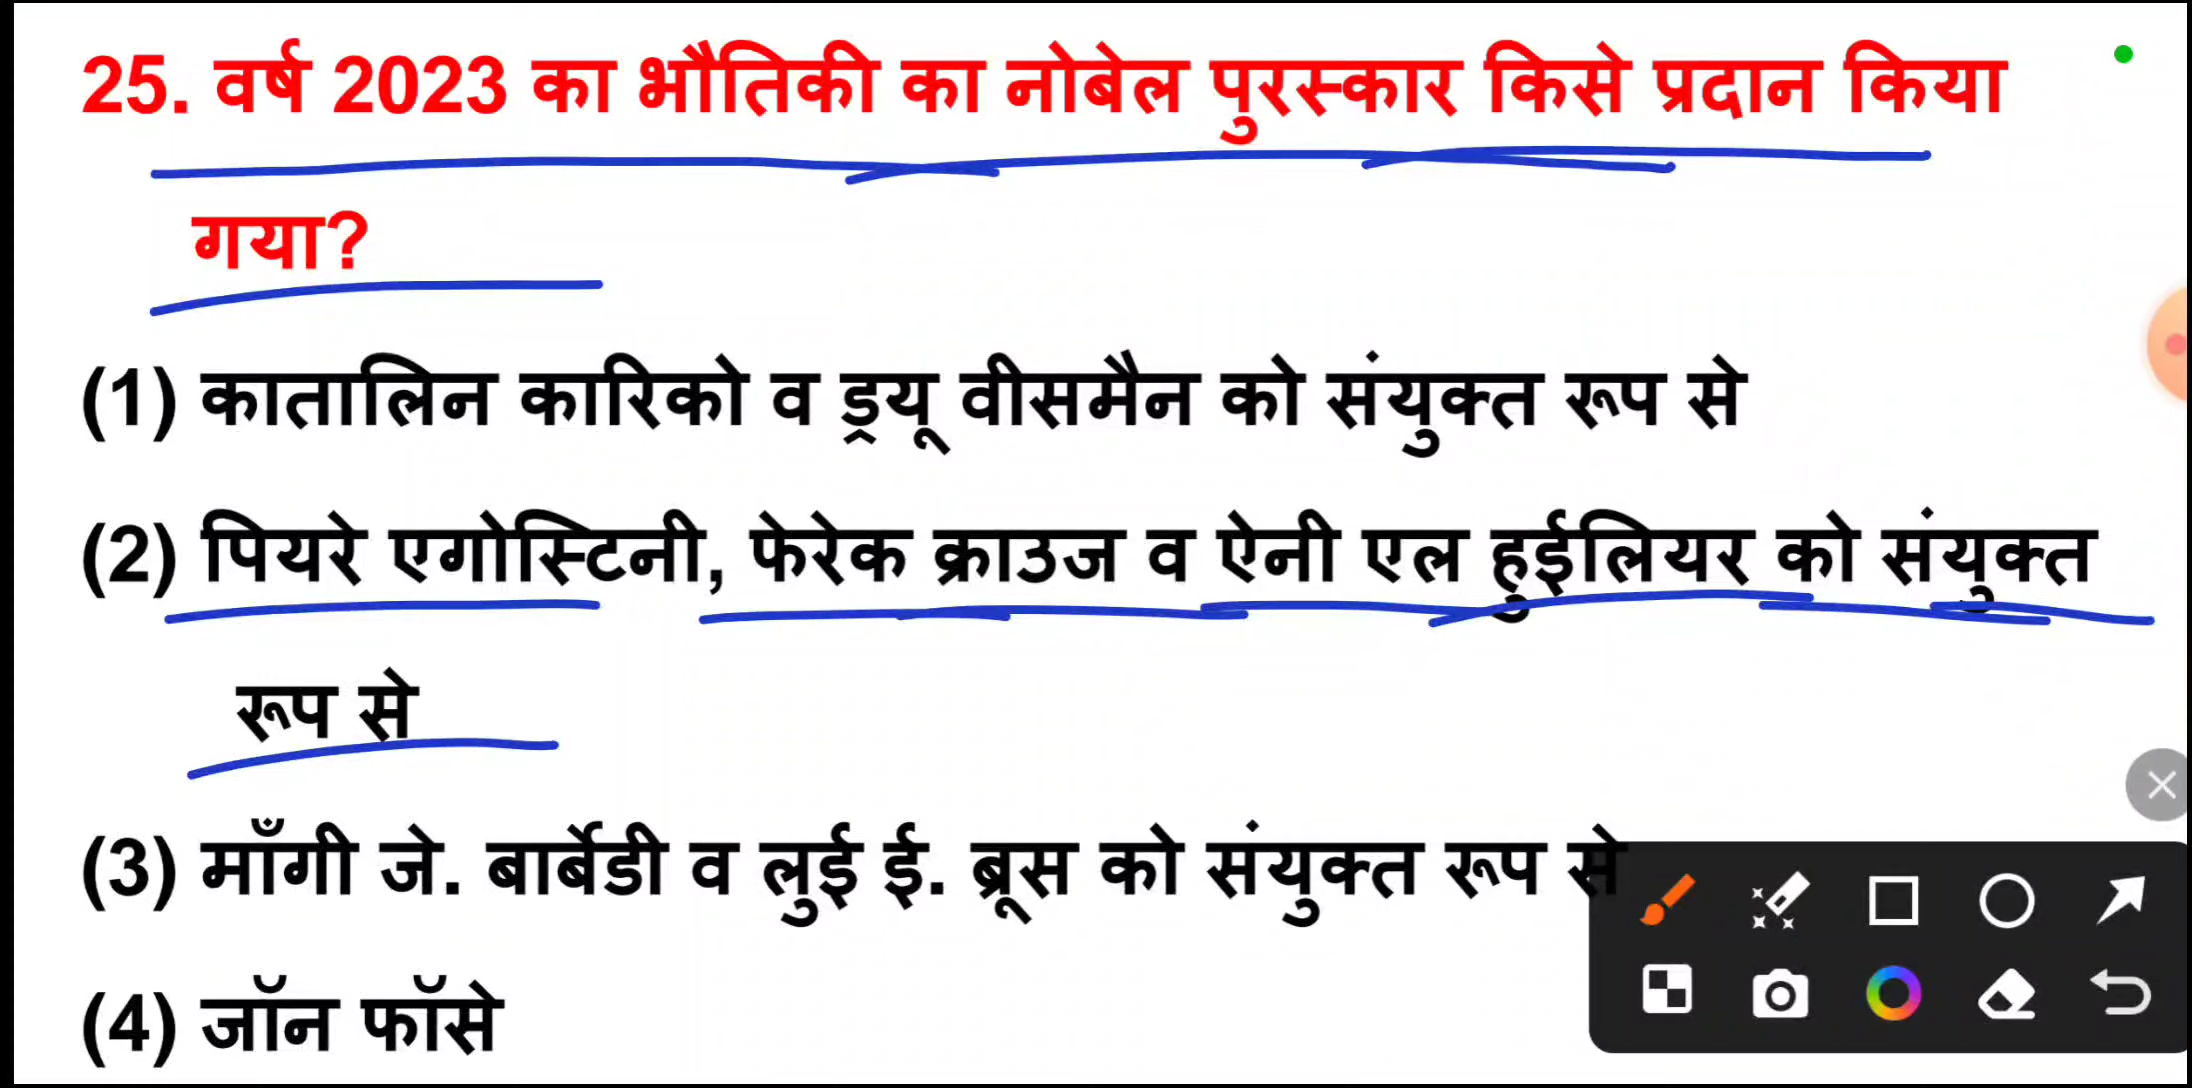 25. वर्ष 2023 का भौतिकी का नोबेल पुरस्कार किसे प्रदान किया
गया?
(1) कातालिन कारिको व ड्रयू वीसमैन को संयुक्त रूप से
(2) पियरे एगोस्टिनी, फेरेक क्राउज व ऐनी एल हुईलियर को संयुक्त
रूप से
(3) माँगी जे. बार्बेडी व लुई ई. ब्रूस को संयुक्त रूप से
(4) जॉन फॉसे